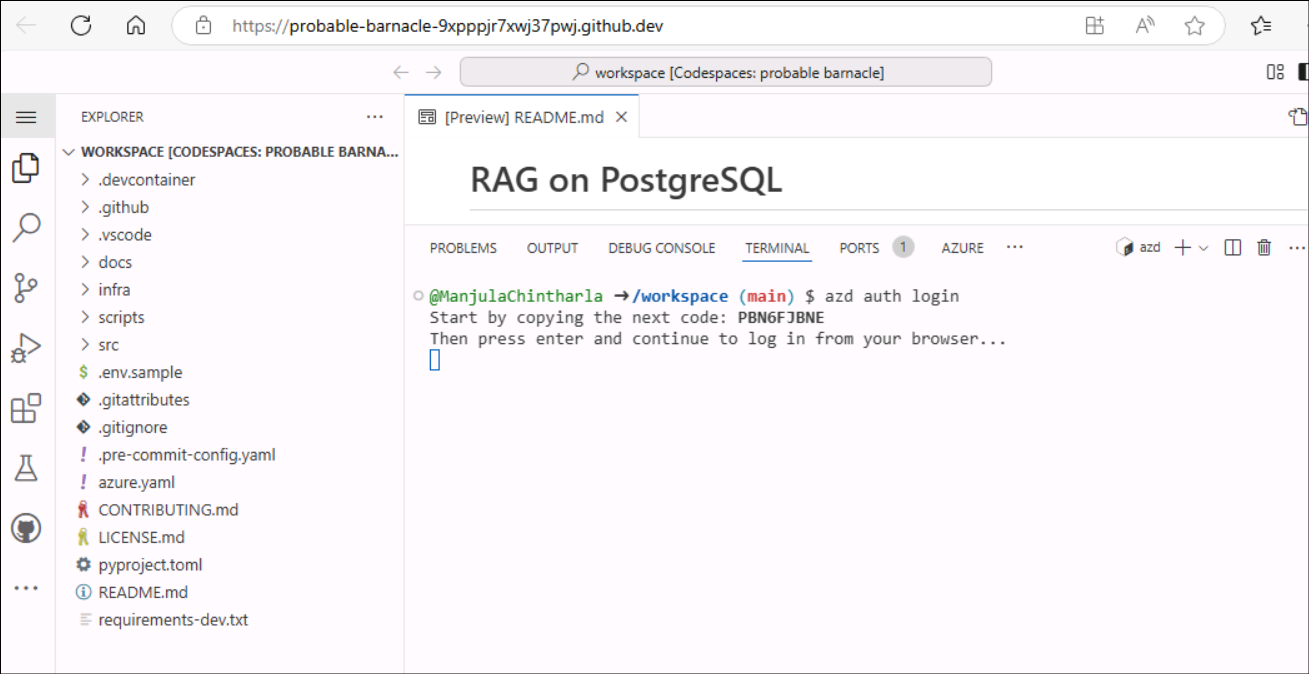 https://probable-barnacle-9xpppjr7xwj37pwj.github.dev
workspace [Codespaces: probable barnacle]
EXPLORER
WORKSPACE [CODESPACES: PROBABLE BARNA...
.devcontainer
.github
.vscode
docs
infra
scripts
src
.env.sample
.gitattributes
.gitignore
.pre-commit-config.yaml
azure.yaml
CONTRIBUTING.md
LICENSE.md
pyproject.toml
README.md
requirements-dev.txt
[Preview] README.md
RAG on PostgreSQL
PROBLEMS OUTPUT DEBUG CONSOLE TERMINAL PORTS 1 AZURE ... azd
@ManjulaChintharla ➜/workspace (main) $ azd auth login
Start by copying the next code: PBN6FJBNE
Then press enter and continue to log in from your browser...